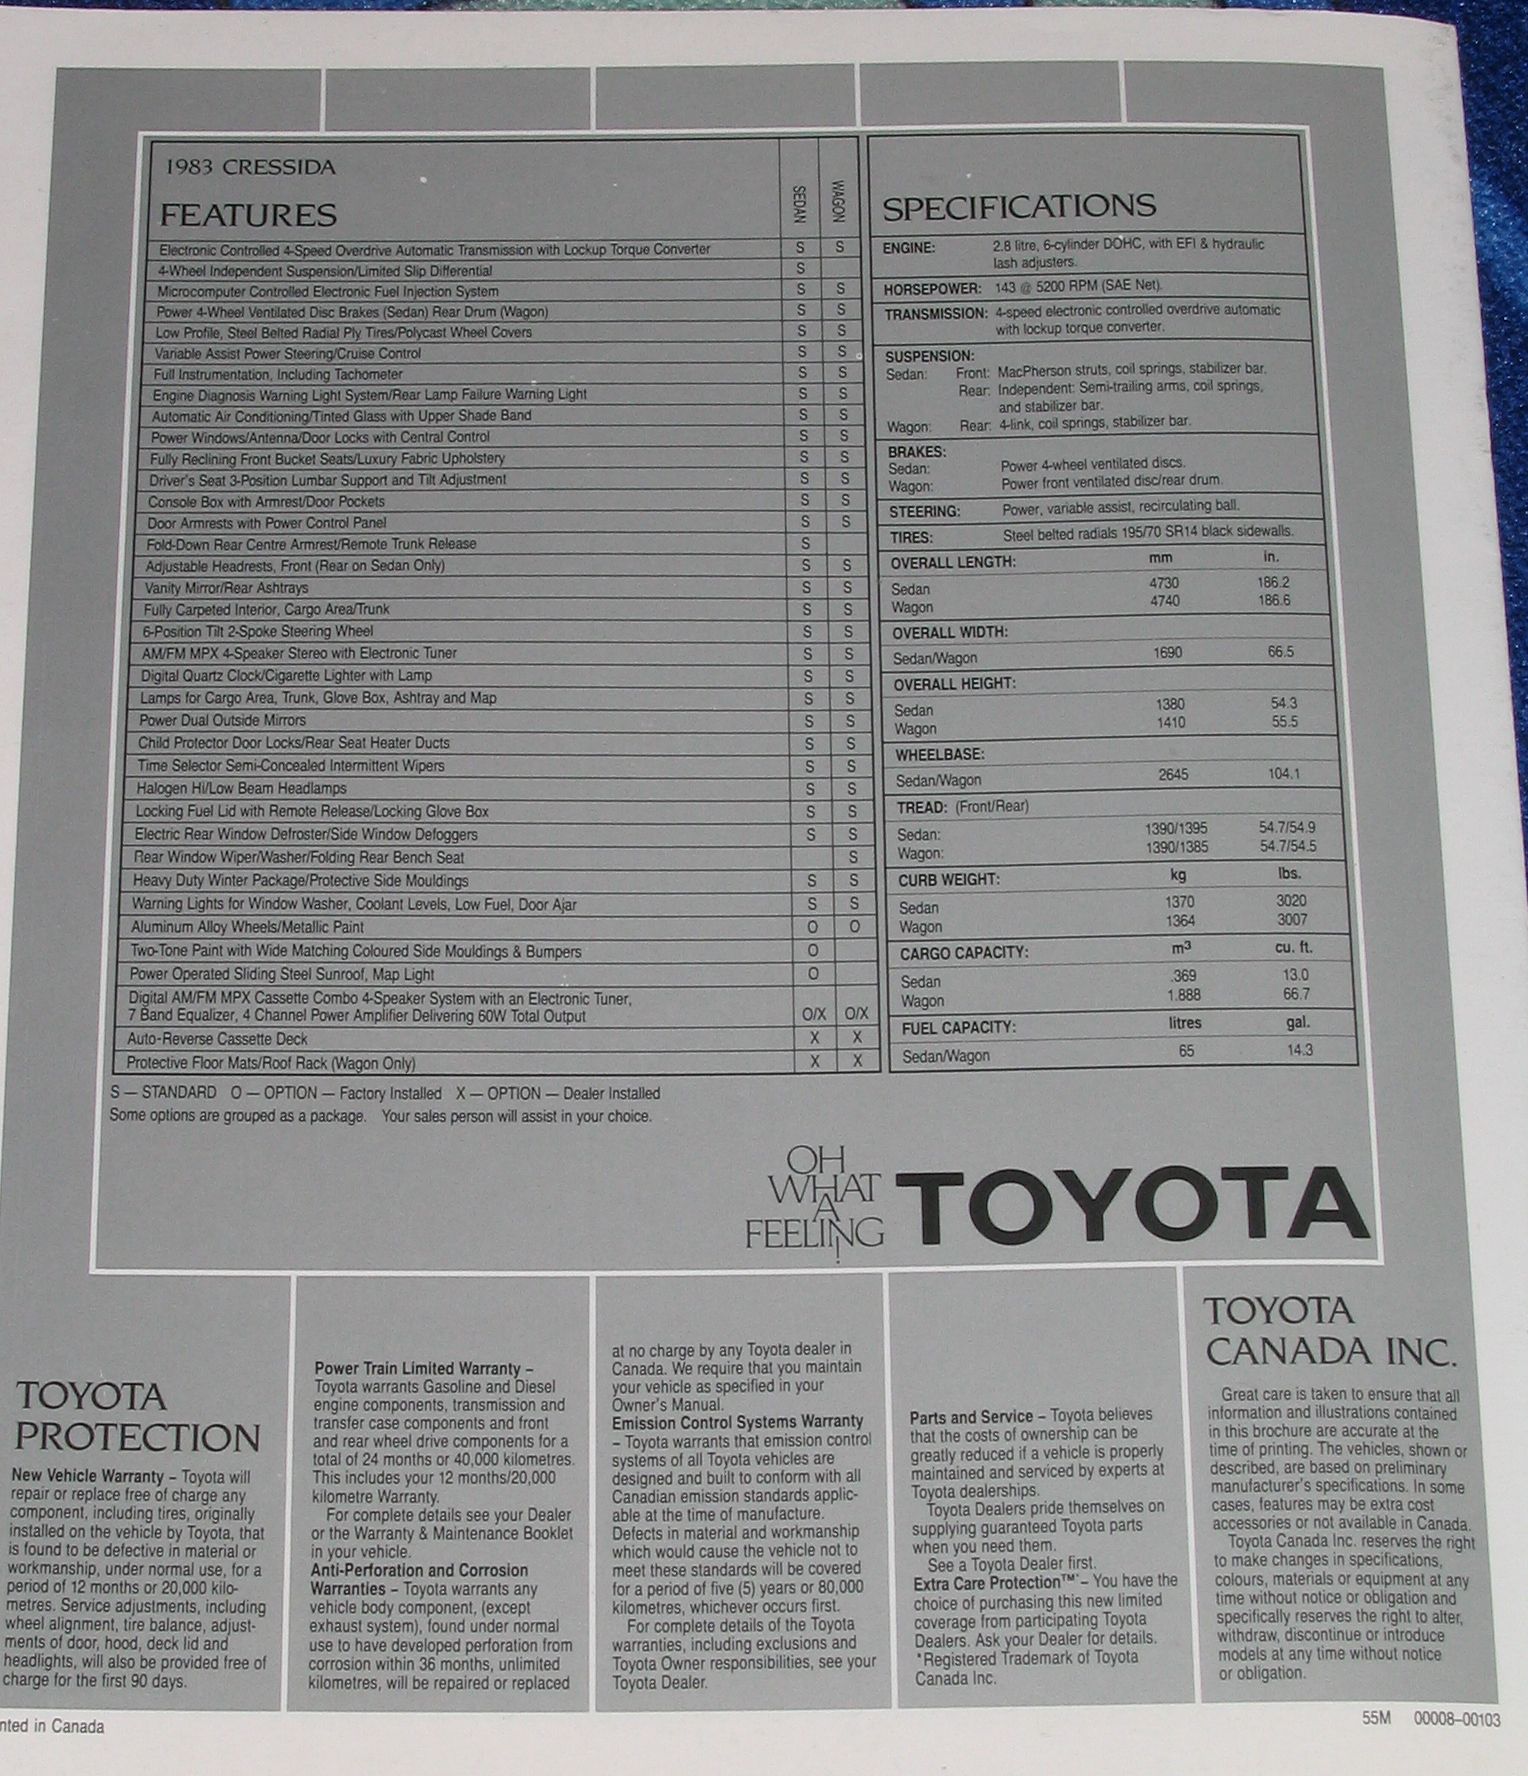 1983 CRESSIDA
FEATURES
SEDAN
WAGON
Electronic Controlled 4-Speed Overdrive Automatic Transmission with Lockup Torque Converter S S
4-Wheel Independent Suspension/Limited Slip Differential S
Microcomputer Controlled Electronic Fuel Injection System S S
Power 4-Wheel Ventilated Disc Brakes (Sedan) Rear Drum (Wagon) S S
Low Profile, Steel Belted Radial Ply Tires/Polycast Wheel Covers S S
Variable Assist Power Steering/Cruise Control S S
Full Instrumentation, Including Tachometer S S
Engine Diagnosis Warning Light System/Rear Lamp Failure Warning Light S S
Automatic Air Conditioning/Tinted Glass with Upper Shade Band S S
Power Windows/Antenna/Door Locks with Central Control S S
Fully Reclining Front Bucket Seats/Luxury Fabric Upholstery S S
Driver's Seat 3-Position Lumbar Support and Tilt Adjustment S S
Console Box with Armrest/Door Pockets S S
Door Armrests with Power Control Panel S S
Fold-Down Rear Centre Armrest/Remote Trunk Release S
Adjustable Headrests, Front (Rear on Sedan Only) S S
Vanity Mirror/Rear Ashtrays S S
Fully Carpeted Interior, Cargo Area/Trunk S S
6-Position Tilt 2-Spoke Steering Wheel S S
AM/FM MPX 4-Speaker Stereo with Electronic Tuner S S
Digital Quartz Clock/Cigarette Lighter with Lamp S S
Lamps for Cargo Area, Trunk, Glove Box, Ashtray and Map S S
Power Dual Outside Mirrors S S
Child Protector Door Locks/Rear Seat Heater Ducts S S
Time Selector Semi-Concealed Intermittent Wipers S S
Halogen Hi/Low Beam Headlamps S S
Locking Fuel Lid with Remote Release/Locking Glove Box S S
Electric Rear Window Defroster/Side Window Defoggers S S
Rear Window Wiper/Washer/Folding Rear Bench Seat S
Heavy Duty Winter Package/Protective Side Mouldings S S
Warning Lights for Window Washer, Coolant Levels, Low Fuel, Door Ajar S S
Aluminum Alloy Wheels/Metallic Paint O O
Two-Tone Paint with Wide Matching Coloured Side Mouldings & Bumpers O
Power Operated Sliding Steel Sunroof, Map Light O
Digital AM/FM MPX Cassette Combo 4-Speaker System with an Electronic Tuner,
7 Band Equalizer, 4 Channel Power Amplifier Delivering 60W Total Output O/X O/X
Auto-Reverse Cassette Deck X X
Protective Floor Mats/Roof Rack (Wagon Only) X X
S — STANDARD O — OPTION — Factory Installed X — OPTION — Dealer Installed
Some options are grouped as a package. Your sales person will assist in your choice.
SPECIFICATIONS
ENGINE: 2.8 litre, 6-cylinder DOHC, with EFI & hydraulic
lash adjusters.
HORSEPOWER: 143 @ 5200 RPM (SAE Net).
TRANSMISSION: 4-speed electronic controlled overdrive automatic
with lockup torque converter.
SUSPENSION:
Sedan: Front: MacPherson struts, coil springs, stabilizer bar.
Rear: Independent: Semi-trailing arms, coil springs,
and stabilizer bar.
Wagon: Rear: 4-link, coil springs, stabilizer bar.
BRAKES:
Sedan: Power 4-wheel ventilated discs.
Wagon: Power front ventilated disc/rear drum.
STEERING: Power, variable assist, recirculating ball.
TIRES: Steel belted radials 195/70 SR14 black sidewalls.
OVERALL LENGTH: mm in.
Sedan 4730 186.2
Wagon 4740 186.6
OVERALL WIDTH:
Sedan/Wagon 1690 66.5
OVERALL HEIGHT:
Sedan 1380 54.3
Wagon 1410 55.5
WHEELBASE:
Sedan/Wagon 2645 104.1
TREAD: (Front/Rear)
Sedan: 1390/1395 54.7/54.9
Wagon: 1390/1385 54.7/54.5
CURB WEIGHT: kg lbs.
Sedan 1370 3020
Wagon 1364 3007
CARGO CAPACITY: m³ cu. ft.
Sedan .369 13.0
Wagon 1.888 66.7
FUEL CAPACITY: litres gal.
Sedan/Wagon 65 14.3
OH
WHAT
A
FEELING!
TOYOTA
TOYOTA
PROTECTION
New Vehicle Warranty – Toyota will
repair or replace free of charge any
component, including tires, originally
installed on the vehicle by Toyota, that
is found to be defective in material or
workmanship, under normal use, for a
period of 12 months or 20,000 kilo-
metres. Service adjustments, including
wheel alignment, tire balance, adjust-
ments of door, hood, deck lid and
headlights, will also be provided free of
charge for the first 90 days.
Power Train Limited Warranty –
Toyota warrants Gasoline and Diesel
engine components, transmission and
transfer case components and front
and rear wheel drive components for a
total of 24 months or 40,000 kilometres.
This includes your 12 months/20,000
kilometre Warranty.
For complete details see your Dealer
or the Warranty & Maintenance Booklet
in your vehicle.
Anti-Perforation and Corrosion
Warranties – Toyota warrants any
vehicle body component, (except
exhaust system), found under normal
use to have developed perforation from
corrosion within 36 months, unlimited
kilometres, will be repaired or replaced
at no charge by any Toyota dealer in
Canada. We require that you maintain
your vehicle as specified in your
Owner's Manual.
Emission Control Systems Warranty
– Toyota warrants that emission control
systems of all Toyota vehicles are
designed and built to conform with all
Canadian emission standards applic-
able at the time of manufacture.
Defects in material and workmanship
which would cause the vehicle not to
meet these standards will be covered
for a period of five (5) years or 80,000
kilometres, whichever occurs first.
For complete details of the Toyota
warranties, including exclusions and
Toyota Owner responsibilities, see your
Toyota Dealer.
Parts and Service – Toyota believes
that the costs of ownership can be
greatly reduced if a vehicle is properly
maintained and serviced by experts at
Toyota dealerships.
Toyota Dealers pride themselves on
supplying guaranteed Toyota parts
when you need them.
See a Toyota Dealer first.
Extra Care Protection™* – You have the
choice of purchasing this new limited
coverage from participating Toyota
Dealers. Ask your Dealer for details.
*Registered Trademark of Toyota
Canada Inc.
TOYOTA
CANADA INC.
Great care is taken to ensure that all
information and illustrations contained
in this brochure are accurate at the
time of printing. The vehicles, shown or
described, are based on preliminary
manufacturer's specifications. In some
cases, features may be extra cost
accessories or not available in Canada.
Toyota Canada Inc. reserves the right
to make changes in specifications,
colours, materials or equipment at any
time without notice or obligation and
specifically reserves the right to alter,
withdraw, discontinue or introduce
models at any time without notice
or obligation.
nted in Canada
55M 00008–00103